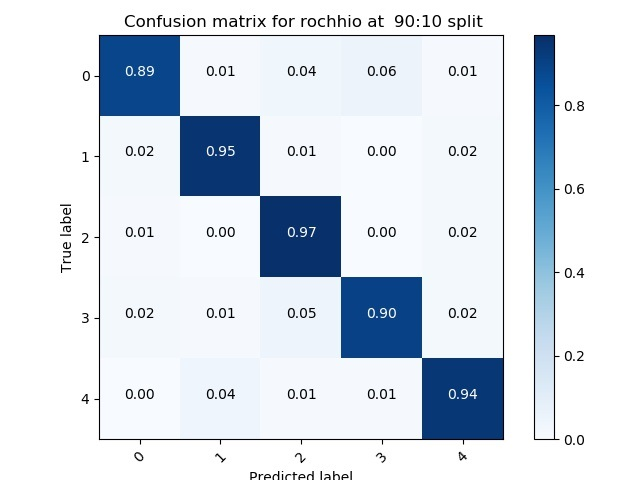 Confusion matrix for rochhio at  90:10 split
0 0.89 0.01 0.04 0.06 0.01
1 0.02 0.95 0.01 0.00 0.02
2 0.01 0.00 0.97 0.00 0.02
3 0.02 0.01 0.05 0.90 0.02
4 0.00 0.04 0.01 0.01 0.94
True label
0 1 2 3 4
Predicted label
0.8
0.6
0.4
0.2
0.0